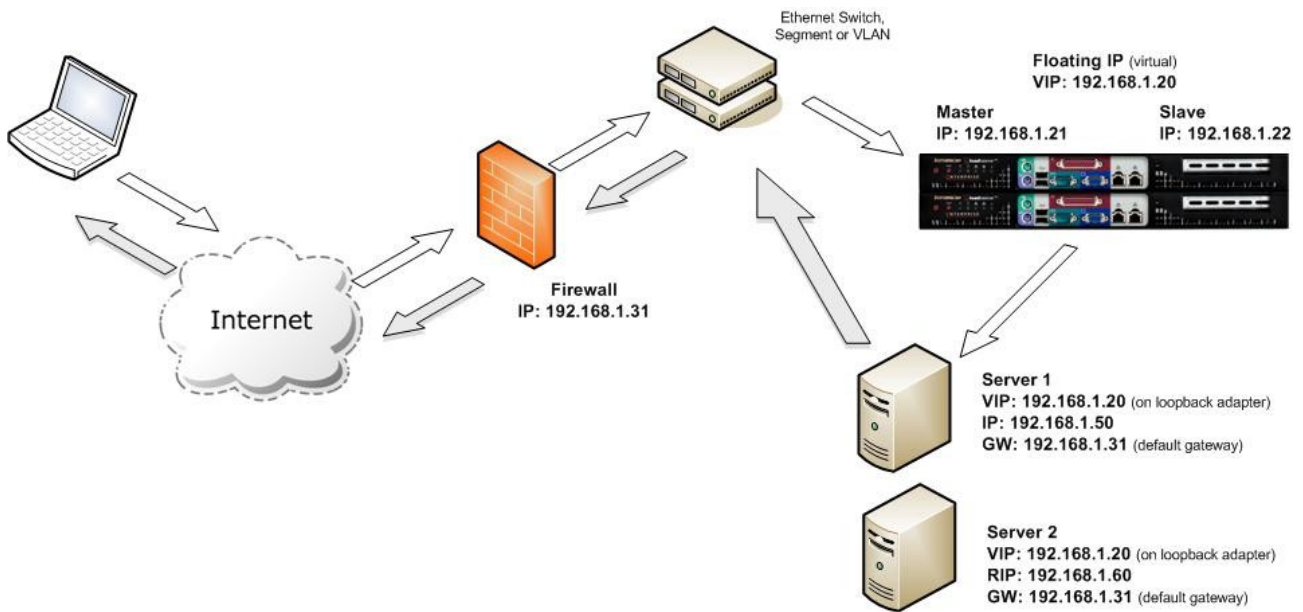 Ethernet Switch,
Segment or VLAN
Floating IP (virtual)
VIP: 192.168.1.20
Master
IP: 192.168.1.21
Slave
IP: 192.168.1.22
ENTERPRISE
ENTERPRISE
Internet
Firewall
IP: 192.168.1.31
Server 1
VIP: 192.168.1.20 (on loopback adapter)
IP: 192.168.1.50
GW: 192.168.1.31 (default gateway)
Server 2
VIP: 192.168.1.20 (on loopback adapter)
RIP: 192.168.1.60
GW: 192.168.1.31 (default gateway)